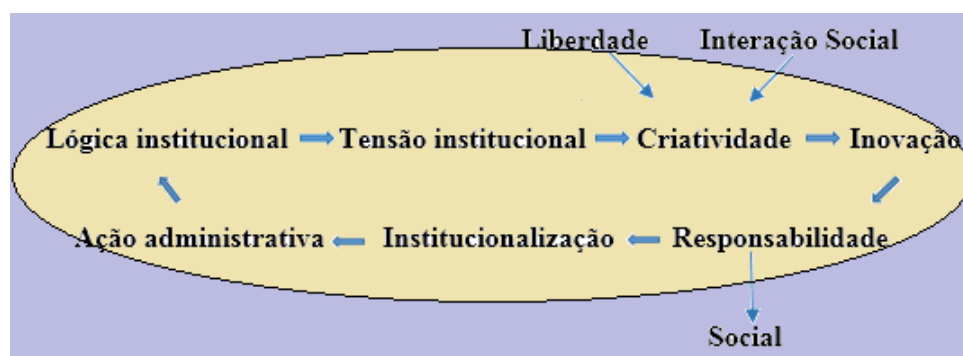 Liberdade Interação Social
Lógica institucional Tensão institucional Criatividade Inovação
Ação administrativa Institucionalização Responsabilidade
Social